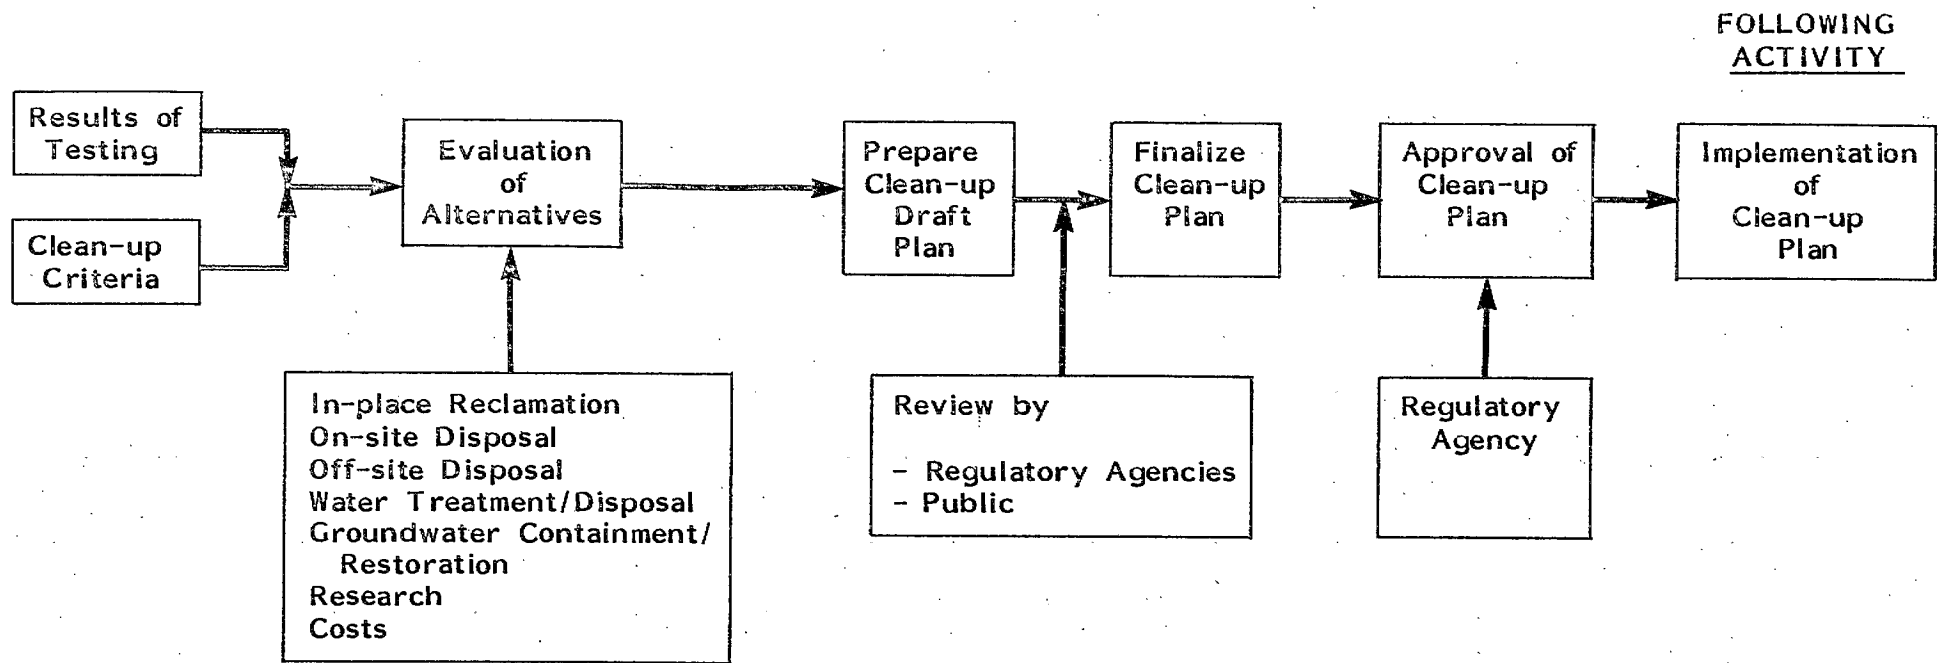 FOLLOWING
ACTIVITY
Results of
Testing
Clean-up
Criteria
Evaluation
of
Alternatives
Prepare
Clean-up
Draft
Plan
Finalize
Clean-up
Plan
Approval of
Clean-up
Plan
Implementation
of
Clean-up
Plan
In-place Reclamation
On-site Disposal
Off-site Disposal
Water Treatment/Disposal
Groundwater Containment/
Restoration
Research
Costs
Review by
- Regulatory Agencies
- Public
Regulatory
Agency